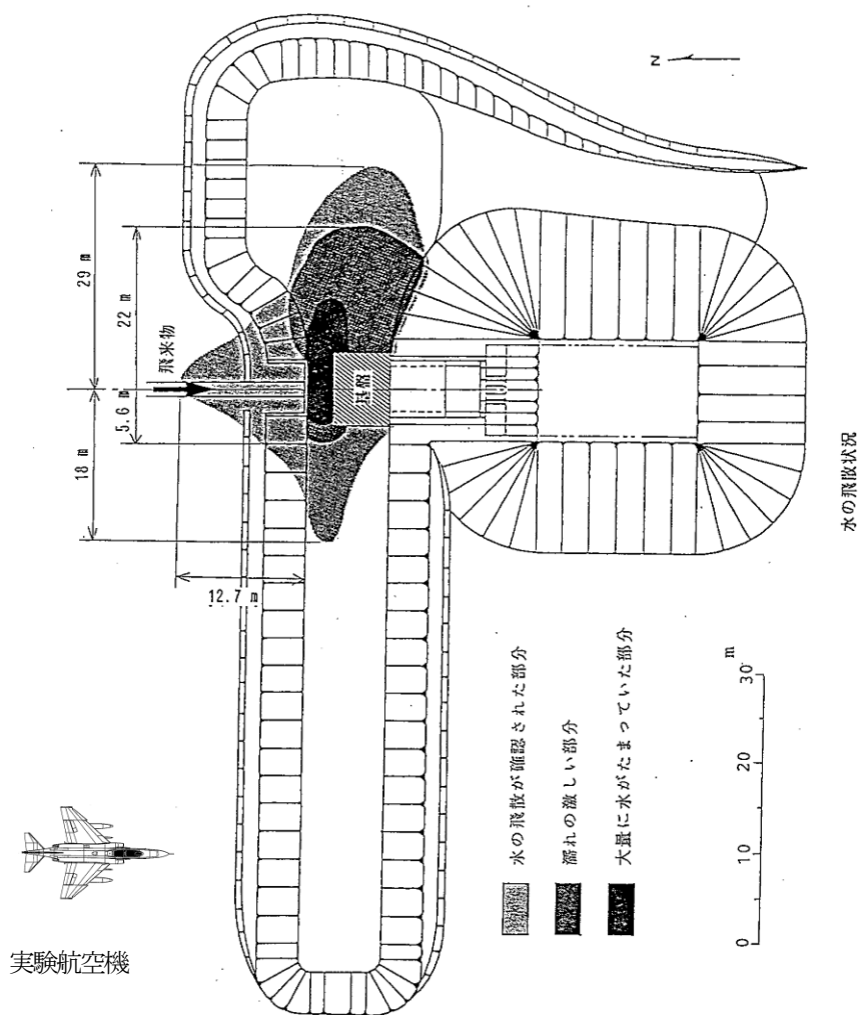 N
29 m
22 m
飛来物
5.6 m
18 m
12.7 m
基盤
水の飛散状況
水の飛散が確認された部分
濡れの激しい部分
大量に水がたまっていた部分
0 10 20 30 m
実験航空機